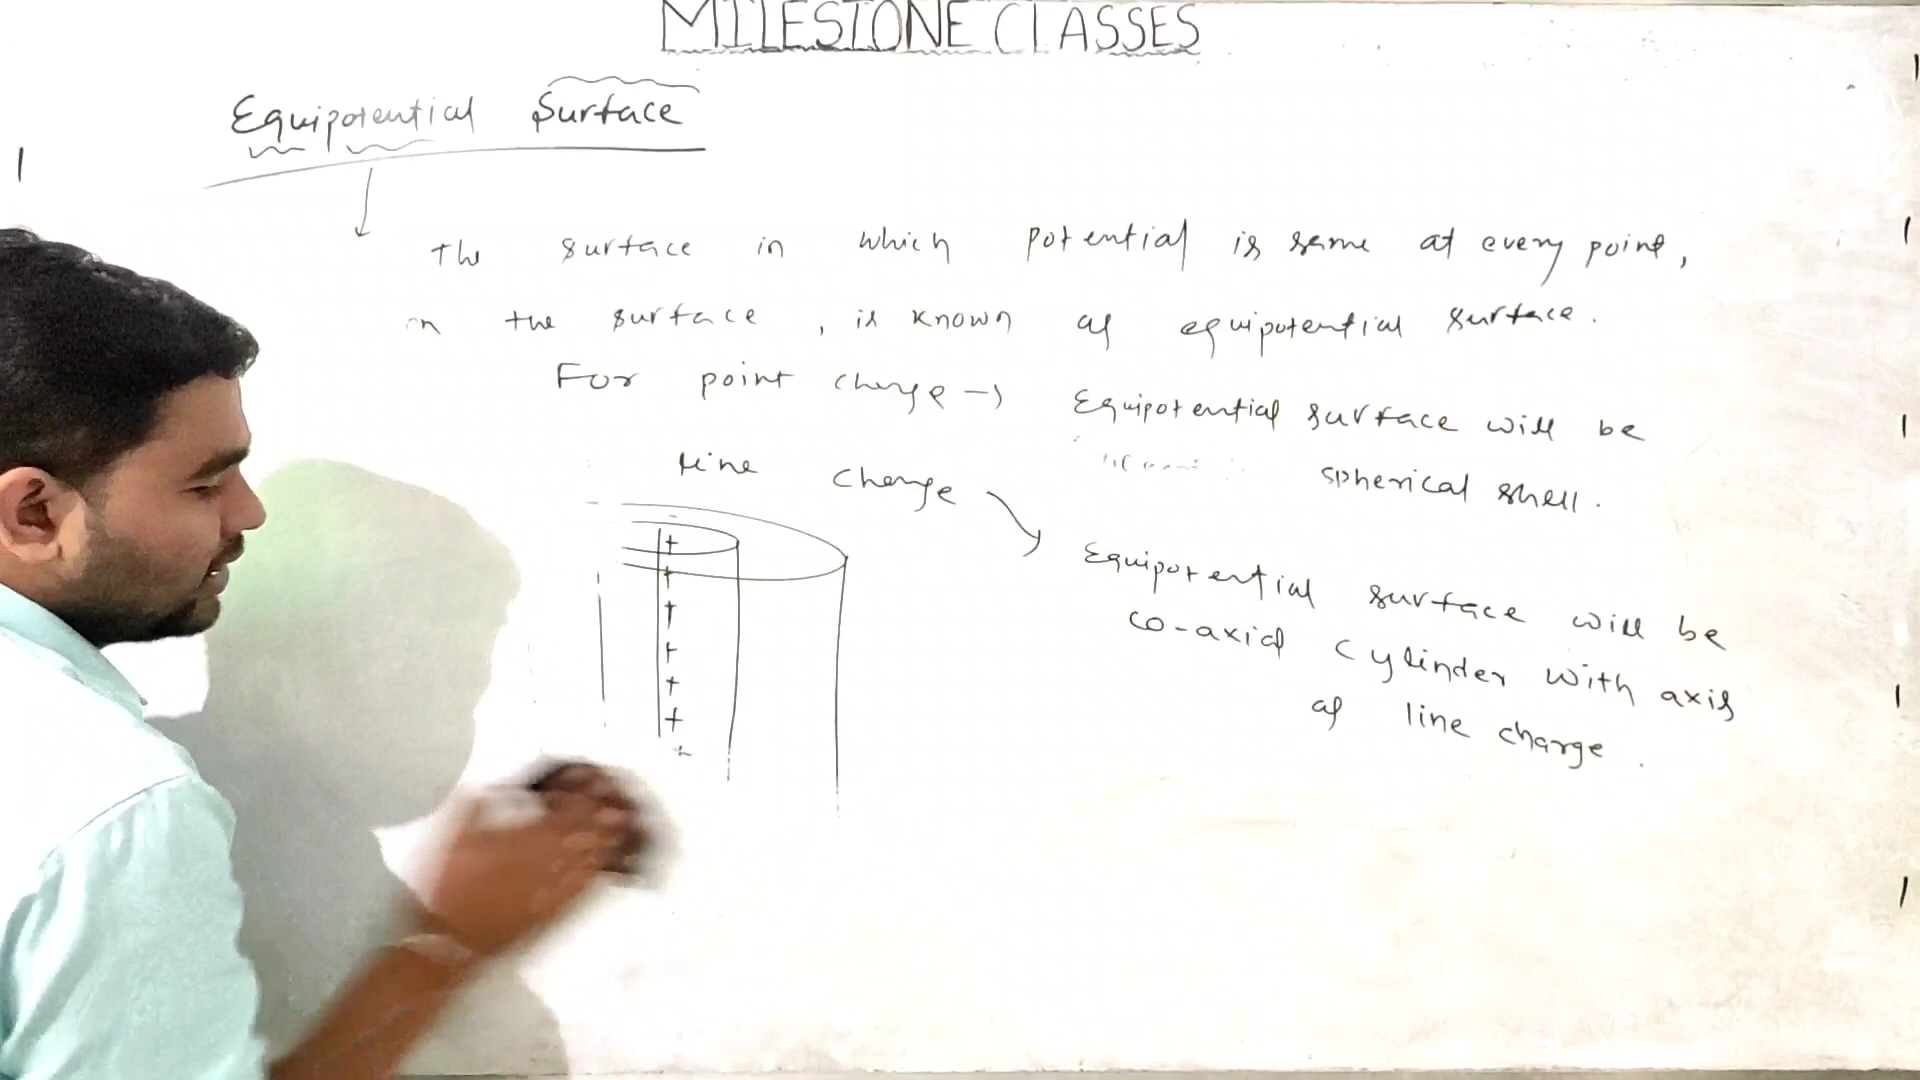 MILESTONE CLASSES
Equipotential Surface
The surface in which potential is same at every point,
in the surface, is known as equipotential surface.
For point charge → Equipotential surface will be
spherical shell.
Line charge
Equipotential surface will be
co-axial cylinder with axis
as line charge.
+
+
+
+
+
+
+